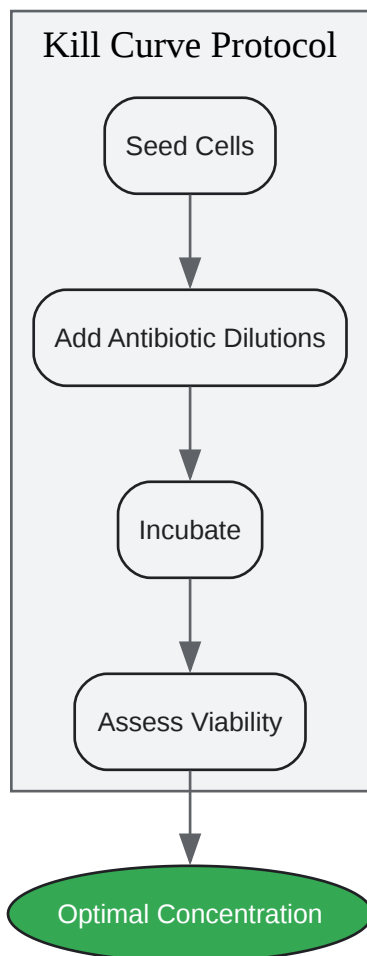 Kill Curve Protocol
Seed Cells
Add Antibiotic Dilutions
Incubate
Assess Viability
Optimal Concentration